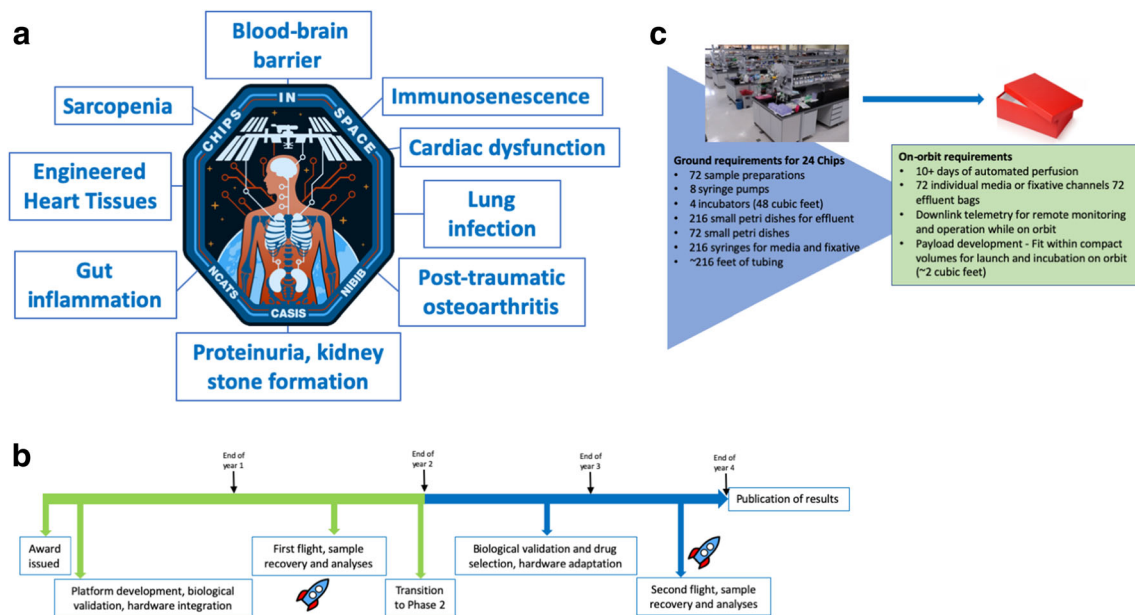 a
Blood-brain
barrier
Sarcopenia
Immunosenescence
Cardiac dysfunction
Engineered
Heart Tissues
Lung
infection
Gut
inflammation
Post-traumatic
osteoarthritis
Proteinuria, kidney
stone formation
CHIPS IN SPACE
NCATS CASIS NIBIB
c
Ground requirements for 24 Chips
• 72 sample preparations
• 8 syringe pumps
• 4 incubators (48 cubic feet)
• 216 small petri dishes for effluent
• 72 small petri dishes
• 216 syringes for media and fixative
• ~216 feet of tubing
On-orbit requirements
• 10+ days of automated perfusion
• 72 individual media or fixative channels 72
effluent bags
• Downlink telemetry for remote monitoring
and operation while on orbit
• Payload development - Fit within compact
volumes for launch and incubation on orbit
(~2 cubic feet)
b
End of
year 1
End of
year 2
End of
year 3
End of
year 4
Publication of results
Award
issued
Platform development, biological
validation, hardware integration
First flight, sample
recovery and analyses
Transition
to Phase 2
Biological validation and drug
selection, hardware adaptation
Second flight, sample
recovery and analyses